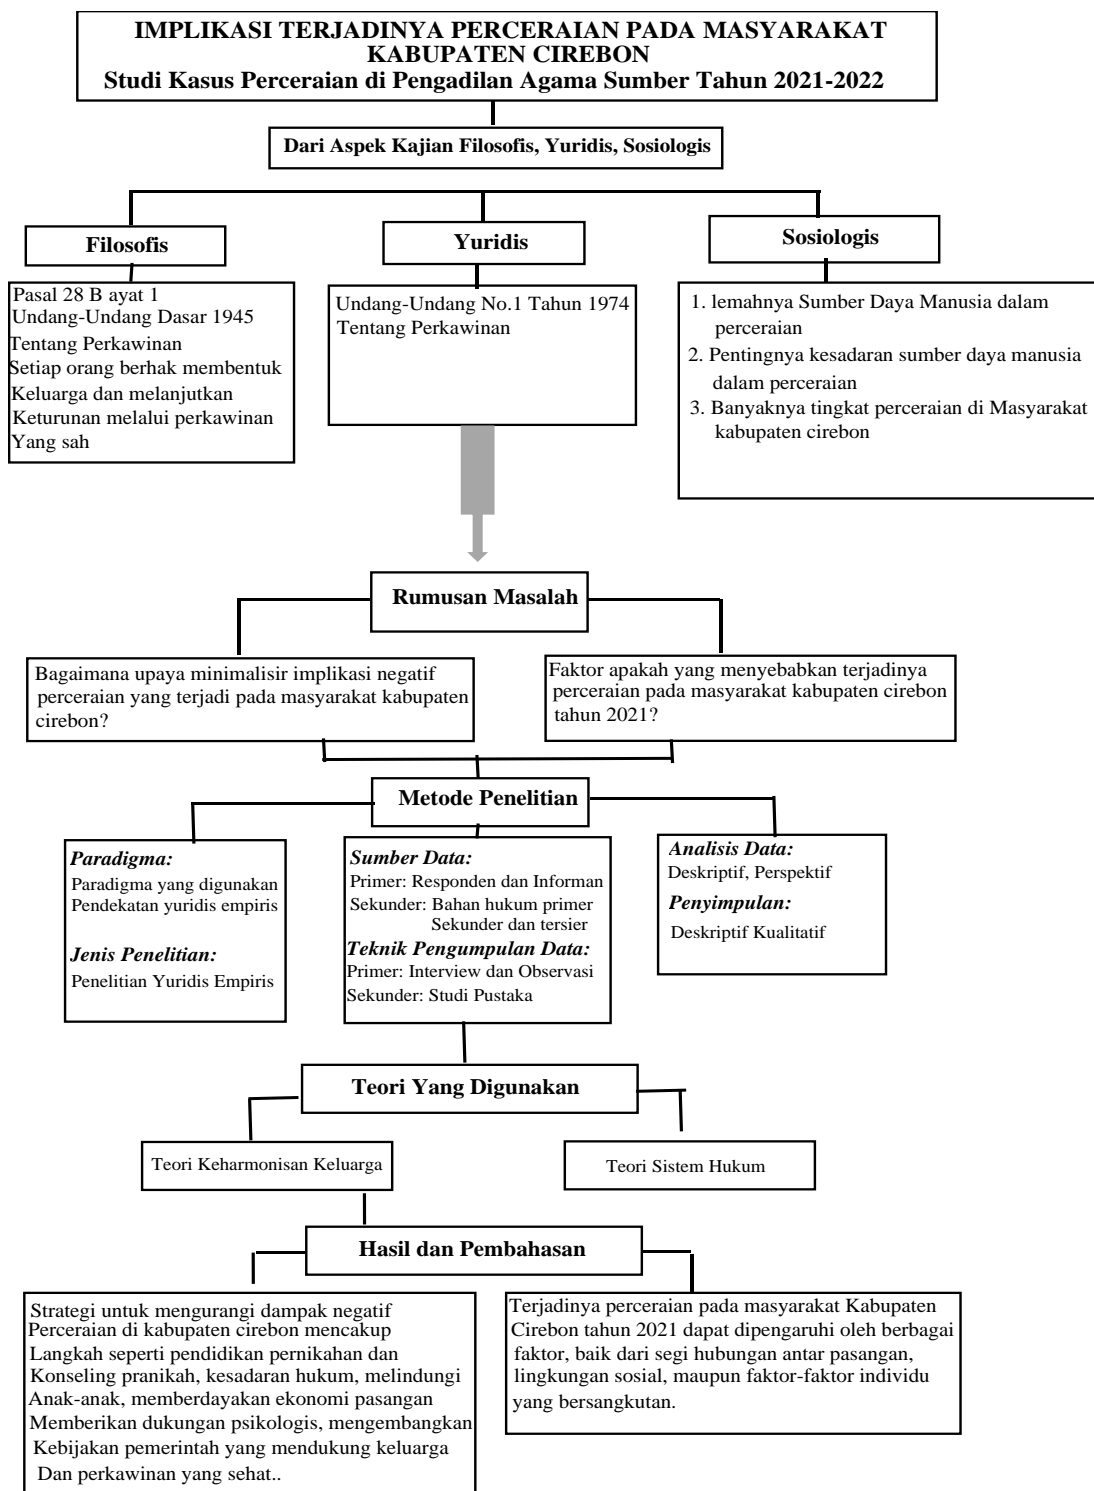 IMPLIKASI TERJADINYA PERCERAIAN PADA MASYARAKAT
KABUPATEN CIREBON
Studi Kasus Perceraian di Pengadilan Agama Sumber Tahun 2021-2022
Dari Aspek Kajian Filosofis, Yuridis, Sosiologis
Filosofis
Pasal 28 B ayat 1
Undang-Undang Dasar 1945
Tentang Perkawinan
Setiap orang berhak membentuk
Keluarga dan melanjutkan
Keturunan melalui perkawinan
Yang sah
Yuridis
Undang-Undang No.1 Tahun 1974
Tentang Perkawinan
Sosiologis
1. lemahnya Sumber Daya Manusia dalam
perceraian
2. Pentingnya kesadaran sumber daya manusia
dalam perceraian
3. Banyaknya tingkat perceraian di Masyarakat
kabupaten cirebon
Rumusan Masalah
Bagaimana upaya minimalisir implikasi negatif
perceraian yang terjadi pada masyarakat kabupaten
cirebon?
Faktor apakah yang menyebabkan terjadinya
perceraian pada masyarakat kabupaten cirebon
tahun 2021?
Metode Penelitian
Paradigma:
Paradigma yang digunakan
Pendekatan yuridis empiris
Jenis Penelitian:
Penelitian Yuridis Empiris
Sumber Data:
Primer: Responden dan Informan
Sekunder: Bahan hukum primer
Sekunder dan tersier
Teknik Pengumpulan Data:
Primer: Interview dan Observasi
Sekunder: Studi Pustaka
Analisis Data:
Deskriptif, Perspektif
Penyimpulan:
Deskriptif Kualitatif
Teori Yang Digunakan
Teori Keharmonisan Keluarga
Teori Sistem Hukum
Hasil dan Pembahasan
Strategi untuk mengurangi dampak negatif
Perceraian di kabupaten cirebon mencakup
Langkah seperti pendidikan pernikahan dan
Konseling pranikah, kesadaran hukum, melindungi
Anak-anak, memberdayakan ekonomi pasangan
Memberikan dukungan psikologis, mengembangkan
Kebijakan pemerintah yang mendukung keluarga
Dan perkawinan yang sehat..
Terjadinya perceraian pada masyarakat Kabupaten
Cirebon tahun 2021 dapat dipengaruhi oleh berbagai
faktor, baik dari segi hubungan antar pasangan,
lingkungan sosial, maupun faktor-faktor individu
yang bersangkutan.